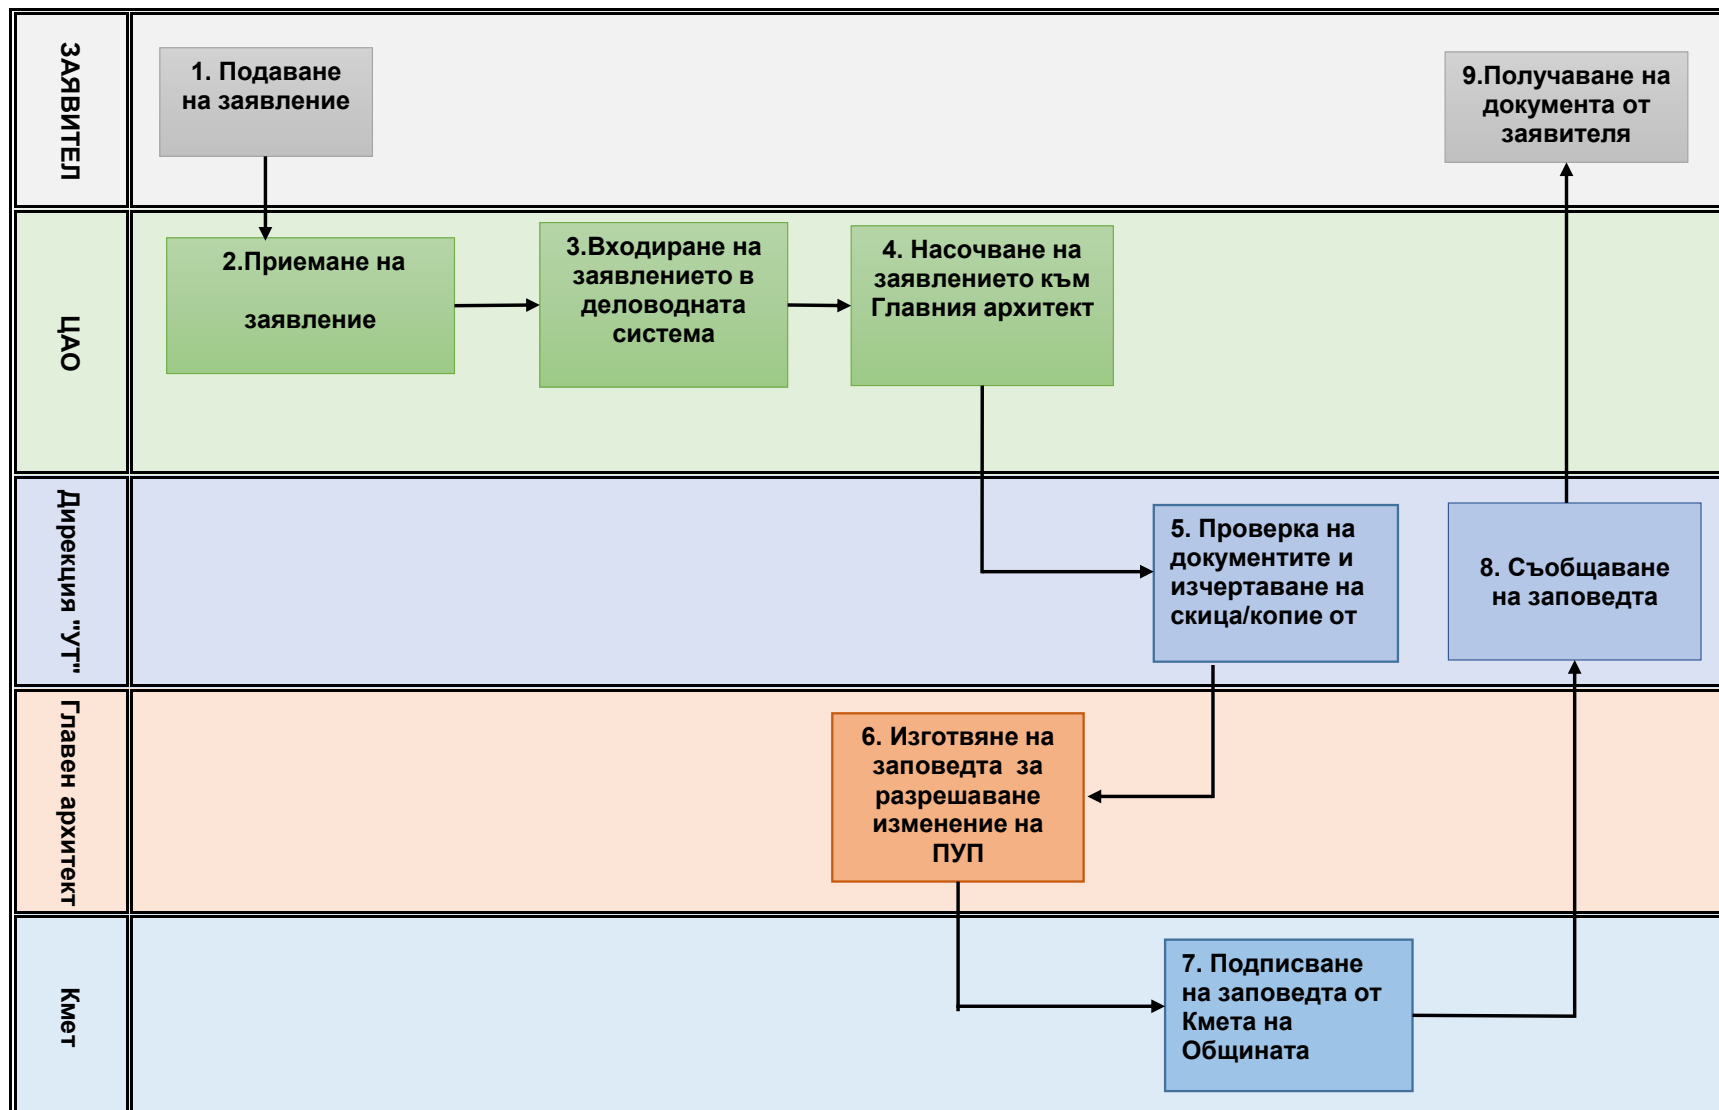 ЗАЯВИТЕЛ
1. Подаване
на заявление
9.Получаване на
документа от
заявителя
ЦАО
2.Приемане на
заявление
3.Входиране на
заявлението в
деловодната
система
4. Насочване на
заявлението към
Главния архитект
Дирекция "УТ"
5. Проверка на
документите и
изчертаване на
скица/копие от
8. Съобщаване
на заповедта
Главен архитект
6. Изготвяне на
заповедта за
разрешаване
изменение на
ПУП
Кмет
7. Подписване
на заповедта от
Кмета на
Общината